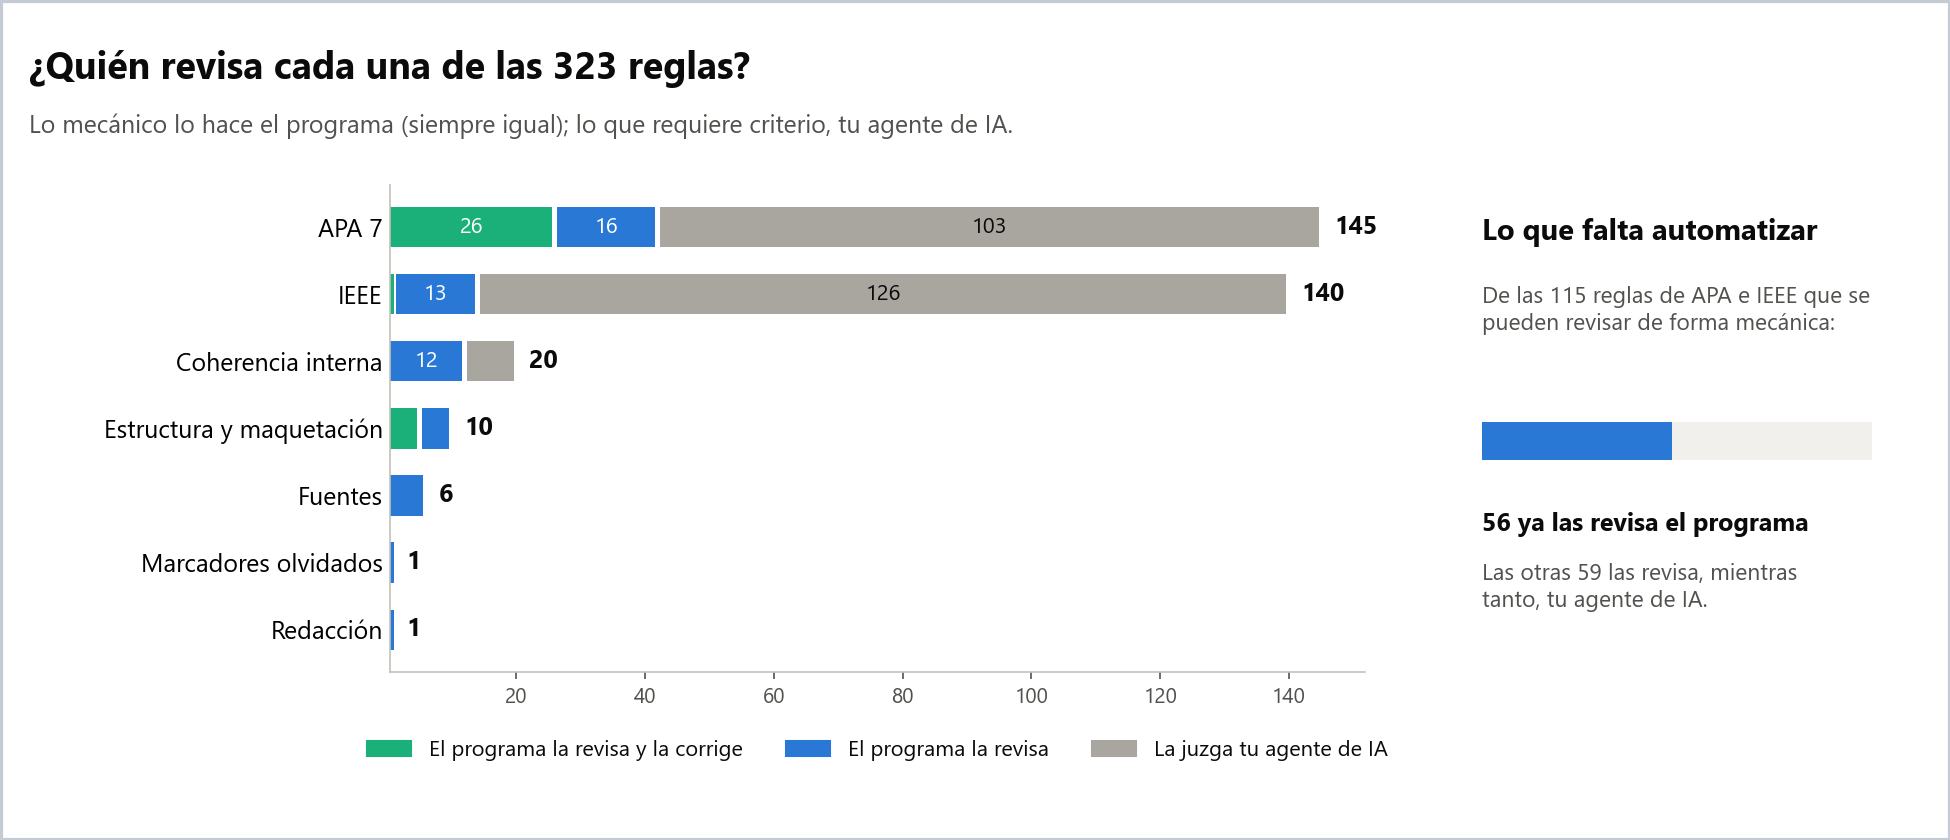 ¿Quién revisa cada una de las 323 reglas?
Lo mecánico lo hace el programa (siempre igual); lo que requiere criterio, tu agente de IA.
APA 7 26 16 103 145
IEEE 13 126 140
Coherencia interna 12 20
Estructura y maquetación 10
Fuentes 6
Marcadores olvidados 1
Redacción 1
20 40 60 80 100 120 140
El programa la revisa y la corrige El programa la revisa La juzga tu agente de IA
Lo que falta automatizar
De las 115 reglas de APA e IEEE que se
pueden revisar de forma mecánica:
56 ya las revisa el programa
Las otras 59 las revisa, mientras
tanto, tu agente de IA.